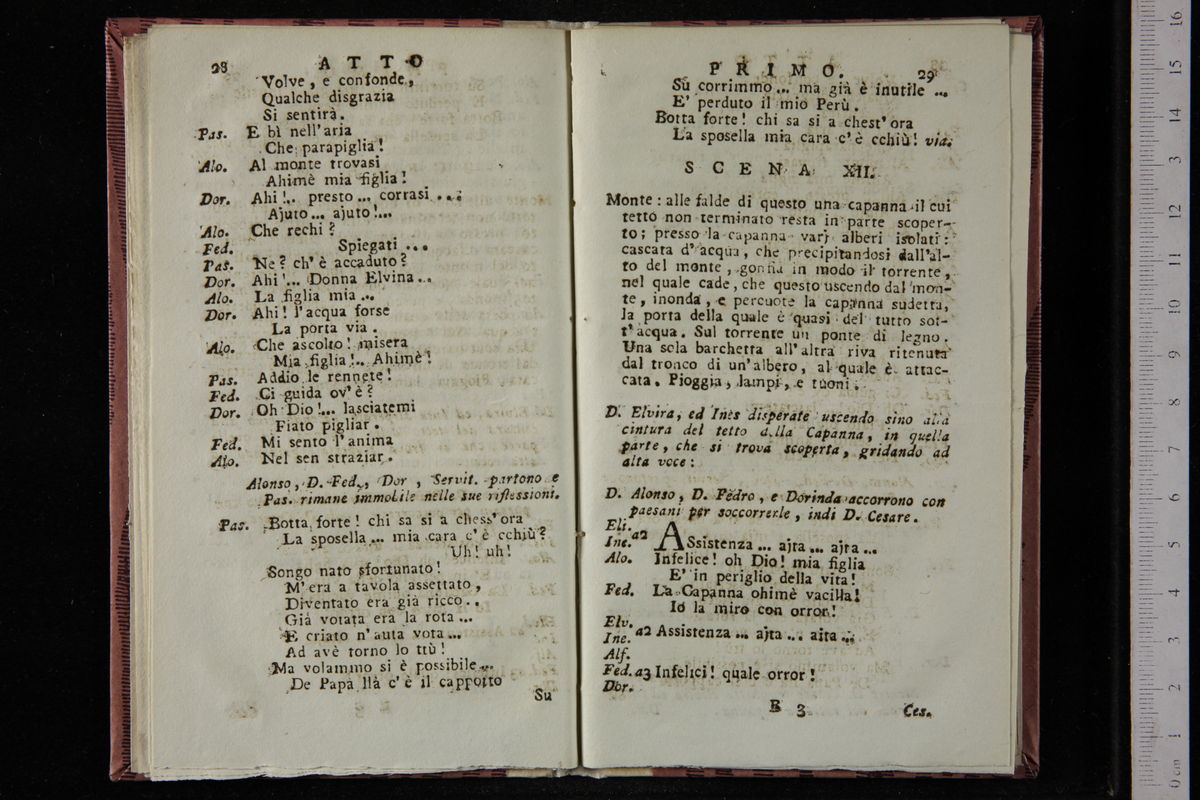 28 ATTO
Volve, e confonde,
Qualche disgrazia
Si sentirà.
Pas. E bì nell'aria
Che parapiglia!
Alo. Al monte trovasi
Ahimè mia figlia!
Dor. Ahi!.. presto... corrasi...
Ajuto... ajuto!...
Alo. Che rechi?
Fed. Spiegati...
Pas. Ne? ch'è accaduto?
Dor. Ahi!... Donna Elvina...
Alo. La figlia mia...
Dor. Ahi! l'acqua forse
La porta via.
Alo. Che ascolto! misera
Mia figlia!.. Ahimè!
Pas. Addio le rennete!
Fed. Ci guida ov'è?
Dor. Oh Dio!... lasciatemi
Fiato pigliar.
Fed. Mi sento l'anima
Alo. Nel sen straziar.
Alonso, D. Fed., Dor, Servit. partono e
Pas. rimane immobile nelle sue riflessioni.
Pas. Botta forte! chi sa si a chess'ora
La sposella... mia cara c'è cchiù?
Uh! uh!
Songo nato sfortunato!
M'era a tavola assettato,
Diventato era già ricco..
Già votata era la rota...
E criato n'auta vota...
Ad avè torno lo ttù!
Ma volammo si è possibile...
De Papà llà c'è il cappotto
Su
PRIMO. 29
Su corrimmo... ma già è inutile...
E' perduto il mio Perù.
Botta forte! chi sa si a chest'ora
La sposella mia cara c'è cchiù! via.
SCENA XII.
Monte: alle falde di questo una capanna il cui
tetto non terminato resta in parte scoper-
to; presso la capanna varj alberi isolati:
cascata d'acqua, che precipitandosi dall'al-
to del monte, gonfia in modo il torrente,
nel quale cade, che questo uscendo dal mon-
te, inonda, e percuote la capanna sudetta,
la porta della quale è quasi del tutto sot-
t'acqua. Sul torrente un ponte di legno.
Una sola barchetta all'altra riva ritenuta
dal tronco di un'albero, al quale è attac-
cata. Pioggia, lampi, e tuoni.
D. Elvira, ed Ines disperate uscendo sino alla
cintura del tetto della Capanna, in quella
parte, che si trova scoperta, gridando ad
alta voce:
D. Alonso, D. Pedro, e Dorinda accorrono con
paesani per soccorrerle, indi D. Cesare.
Eli.
Ine. a2 ASsistenza... ajta... ajta...
Alo. Infelice! oh Dio! mia figlia
E' in periglio della vita!
Fed. La Capanna ohimè vacilla!
Io la miro con orror!
Elv.
Ine. a2 Assistenza... ajta... aita...
Alf.
Fed. a3 Infelici! quale orror!
Dor.
B 3 Ces.